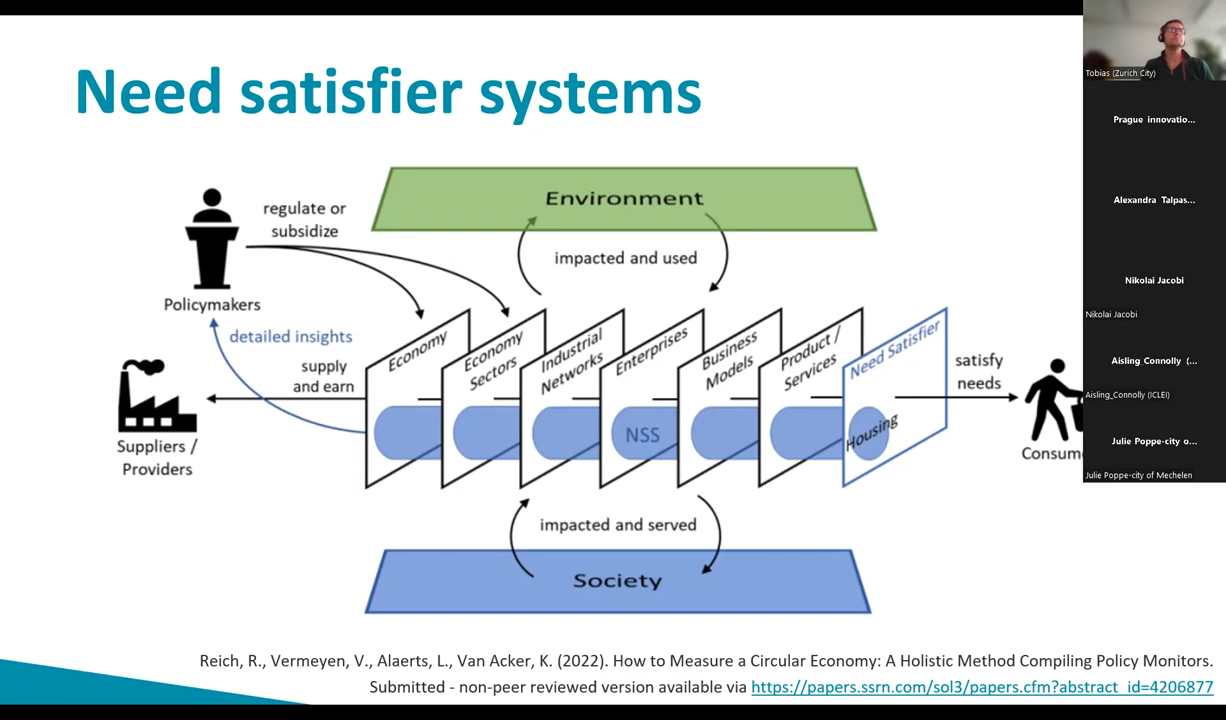 Need satisfier systems
Environment
regulate or
subsidize
impacted and used
Policymakers
detailed insights
supply
and earn
Suppliers /
Providers
Economy
Economy
Sectors
Industrial
Networks
Enterprises
Business
Models
Product /
Services
Need Satisfier
NSS
Housing
satisfy
needs
Consum
impacted and served
Society
Reich, R., Vermeyen, V., Alaerts, L., Van Acker, K. (2022). How to Measure a Circular Economy: A Holistic Method Compiling Policy Monitors.
Submitted - non-peer reviewed version available via https://papers.ssrn.com/sol3/papers.cfm?abstract_id=4206877
Tobias (Zurich City)
Prague innovatio...
Alexandra Talpas...
Nikolai Jacobi
Nikolai Jacobi
Aisling_Connolly (...
Aisling_Connolly (ICLEI)
Julie Poppe-city o...
Julie Poppe-city of Mechelen